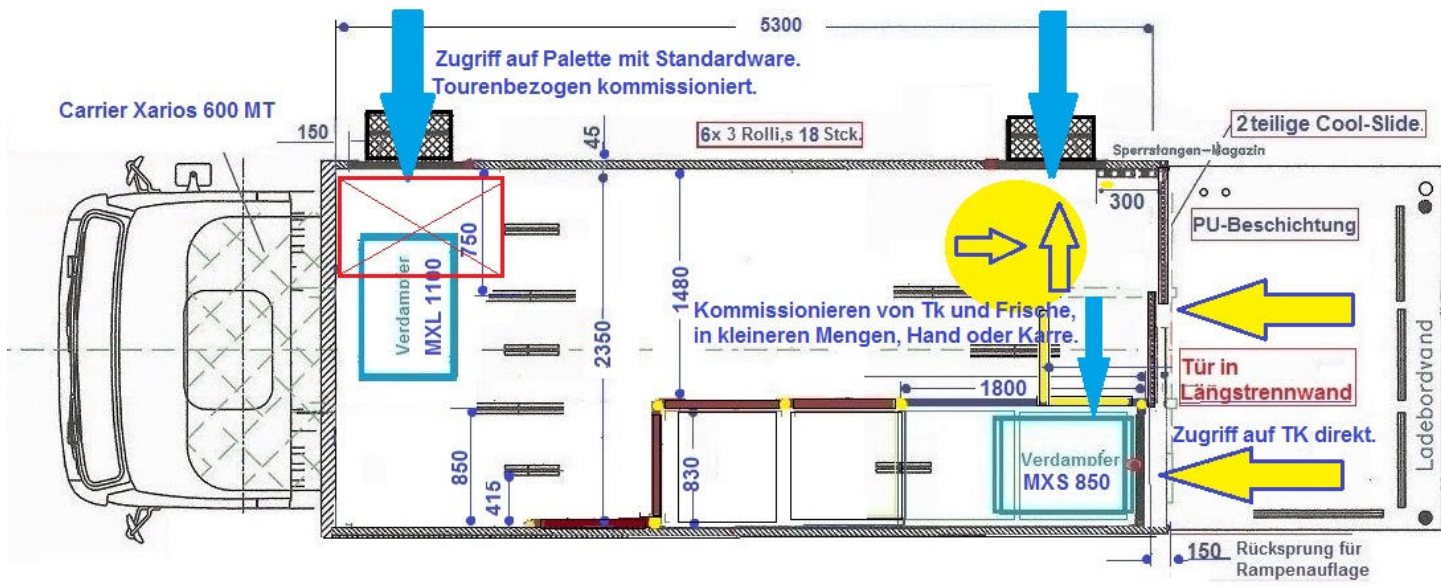 5300
Zugriff auf Palette mit Standardware.
Tourenbezogen kommissioniert.
Carrier Xarios 600 MT
150
45
6x 3 Rolli,s 18 Stck.
2teilige Cool-Slide.
Sperrstangen-Magazin
300
PU-Beschichtung
750
Verdampfer
MXL 1100
1480
2350
Kommissionieren von Tk und Frische,
in kleineren Mengen, Hand oder Karre.
1800
Tür in
Längstrennwand
Zugriff auf TK direkt.
Ladebordvand
850
415
830
Verdampfer
MXS 850
150
Rücksprung für
Rampenauflage